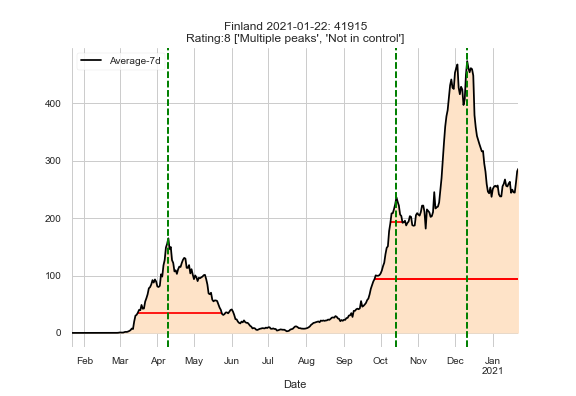 Finland 2021-01-22: 41915
Rating:8 ['Multiple peaks', 'Not in control']
Average-7d
400
300
200
100
0
Feb Mar Apr May Jun Jul Aug Sep Oct Nov Dec Jan
2021
Date